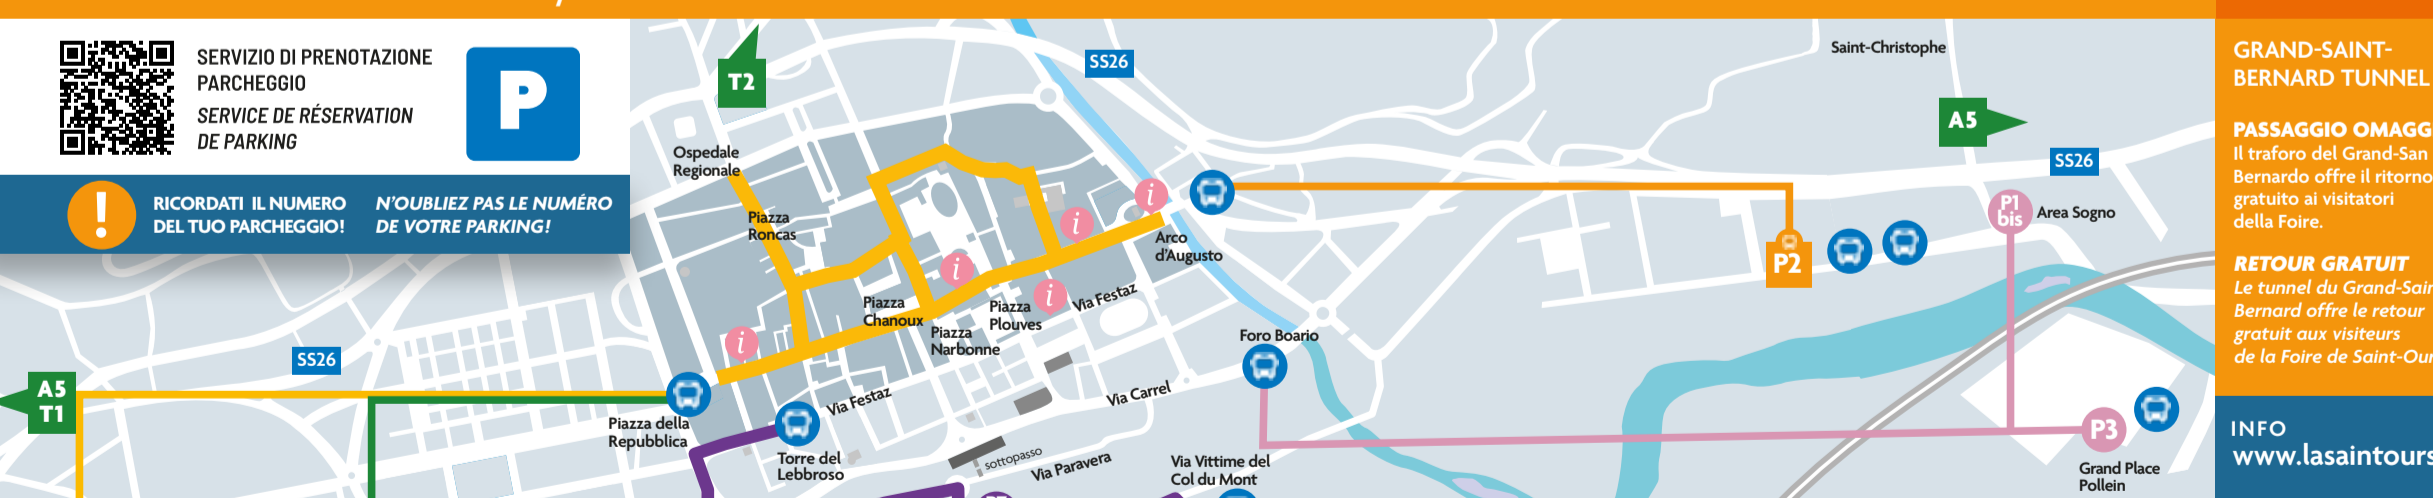 SERVIZIO DI PRENOTAZIONE
PARCHEGGIO
SERVICE DE RÉSERVATION
DE PARKING
P
!
RICORDATI IL NUMERO
DEL TUO PARCHEGGIO!
N'OUBLIEZ PAS LE NUMÉRO
DE VOTRE PARKING!
T2
SS26
Saint-Christophe
A5
SS26
Ospedale
Regionale
Piazza
Roncas
i
i
Arco
d'Augusto
P1
bis
Area Sogno
P2
i
Piazza
Chanoux
Piazza
Narbonne
Piazza
Plouves
i
Via Festaz
i
SS26
A5
T1
Foro Boario
Piazza della
Repubblica
Via Festaz
Torre del
Lebbroso
Via Carrel
sottopasso
Via Paravera
Via Vittime del
Col du Mont
P3
Grand Place
Pollein
GRAND-SAINT-
BERNARD TUNNEL
PASSAGGIO OMAGG
Il traforo del Grand-San
Bernardo offre il ritorno
gratuito ai visitatori
della Foire.
RETOUR GRATUIT
Le tunnel du Grand-Sain
Bernard offre le retour
gratuit aux visiteurs
de la Foire de Saint-Our
INFO
www.lasaintours